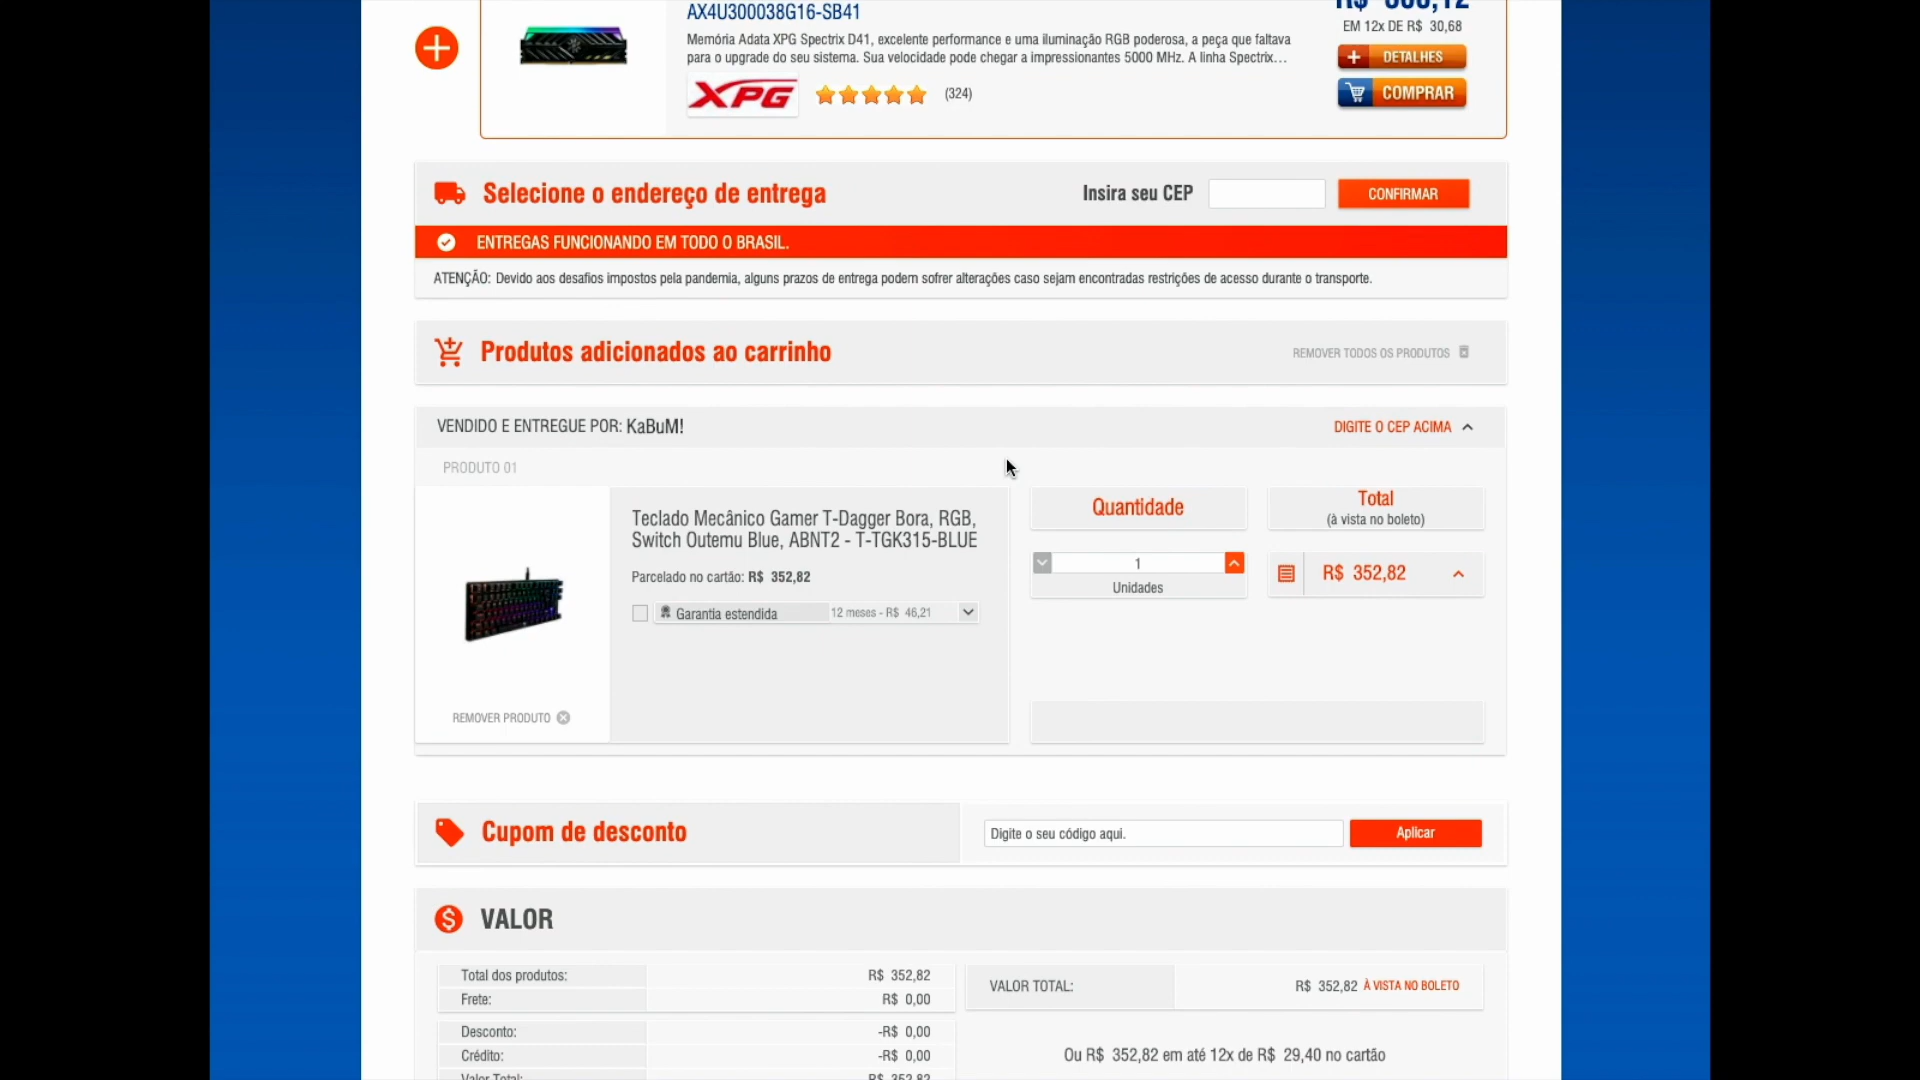 AX4U300038G16-SB41
EM 12x DE R$ 30,68
Memória Adata XPG Spectrix D41, excelente performance e uma iluminação RGB poderosa, a peça que faltava
para o upgrade do seu sistema. Sua velocidade pode chegar a impressionantes 5000 MHz. A linha Spectrix...
DETALHES
COMPRAR
XPG
(324)
Selecione o endereço de entrega
Insira seu CEP
CONFIRMAR
ENTREGAS FUNCIONANDO EM TODO O BRASIL.
ATENÇÃO: Devido aos desafios impostos pela pandemia, alguns prazos de entrega podem sofrer alterações caso sejam encontradas restrições de acesso durante o transporte.
Produtos adicionados ao carrinho
REMOVER TODOS OS PRODUTOS
VENDIDO E ENTREGUE POR: KaBuM!
DIGITE O CEP ACIMA
PRODUTO 01
Teclado Mecânico Gamer T-Dagger Bora, RGB,
Switch Outemu Blue, ABNT2 - T-TGK315-BLUE
Parcelado no cartão: R$ 352,82
Garantia estendida
12 meses - R$ 46,21
REMOVER PRODUTO
Quantidade
1
Unidades
Total
(à vista no boleto)
R$ 352,82
Cupom de desconto
Digite o seu código aqui.
Aplicar
VALOR
Total dos produtos: R$ 352,82
Frete: R$ 0,00
Desconto: -R$ 0,00
Crédito: -R$ 0,00
Valor Total: R$ 352,82
VALOR TOTAL: R$ 352,82 À VISTA NO BOLETO
Ou R$ 352,82 em até 12x de R$ 29,40 no cartão